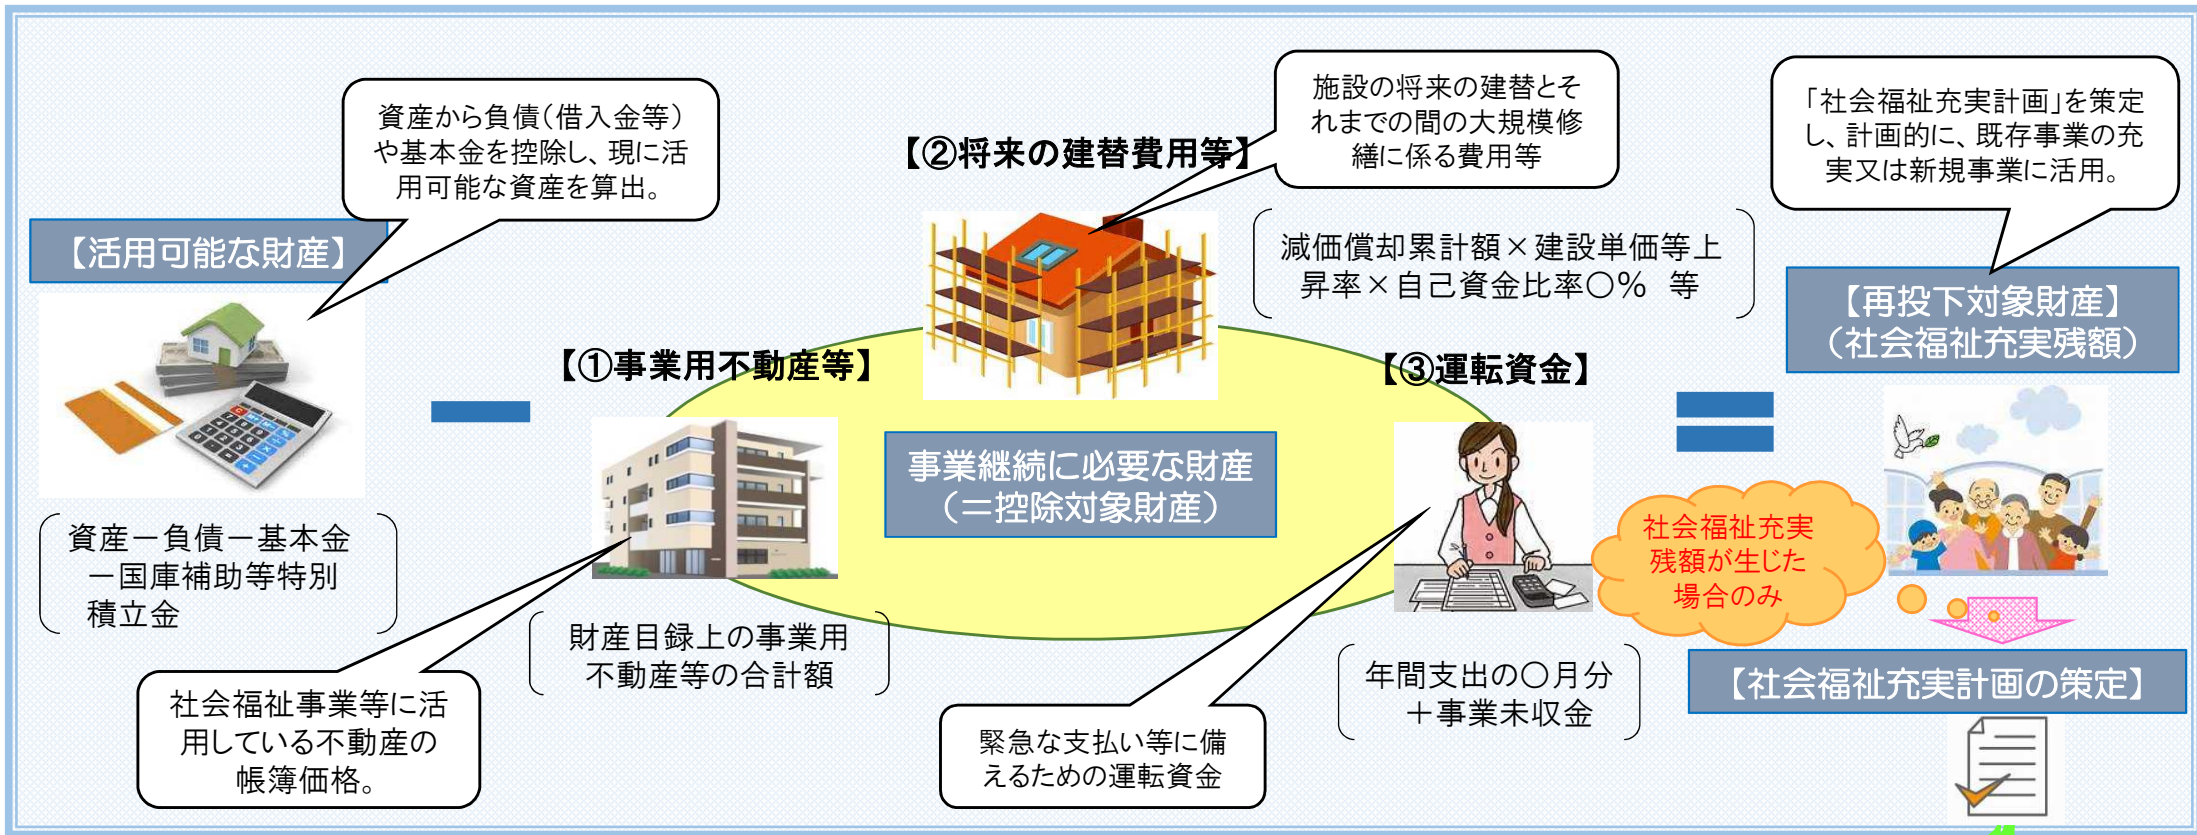 資産から負債(借入金等)
や基本金を控除し、現に活
用可能な資産を算出。
【活用可能な財産】
資産－負債－基本金
－国庫補助等特別
積立金
【①事業用不動産等】
財産目録上の事業用
不動産等の合計額
社会福祉事業等に活
用している不動産の
帳簿価格。
【②将来の建替費用等】
施設の将来の建替とそ
れまでの間の大規模修
繕に係る費用等
減価償却累計額×建設単価等上
昇率×自己資金比率〇% 等
事業継続に必要な財産
(＝控除対象財産)
【③運転資金】
年間支出の〇月分
＋事業未収金
緊急な支払い等に備
えるための運転資金
「社会福祉充実計画」を策定
し、計画的に、既存事業の充
実又は新規事業に活用。
【再投下対象財産】
(社会福祉充実残額)
社会福祉充実
残額が生じた
場合のみ
【社会福祉充実計画の策定】